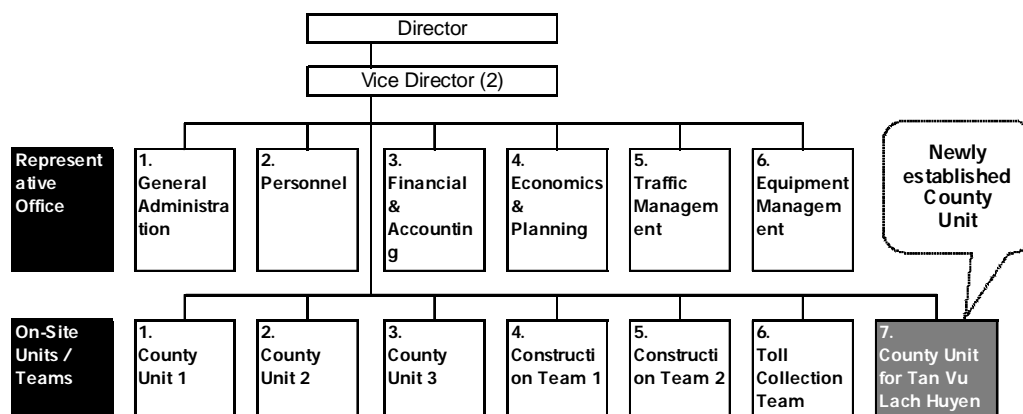 Director
Vice Director (2)
Represent
ative
Office
1.
General
Administra
tion
2.
Personnel
3.
Financial
&
Accountin
g
4.
Economics
&
Planning
5.
Traffic
Managem
ent
6.
Equipment
Managem
ent
Newly
established
County
Unit
On-Site
Units /
Teams
1.
County
Unit 1
2.
County
Unit 2
3.
County
Unit 3
4.
Constructi
on Team 1
5.
Constructi
on Team 2
6.
Toll
Collection
Team
7.
County Unit
for Tan Vu
Lach Huyen